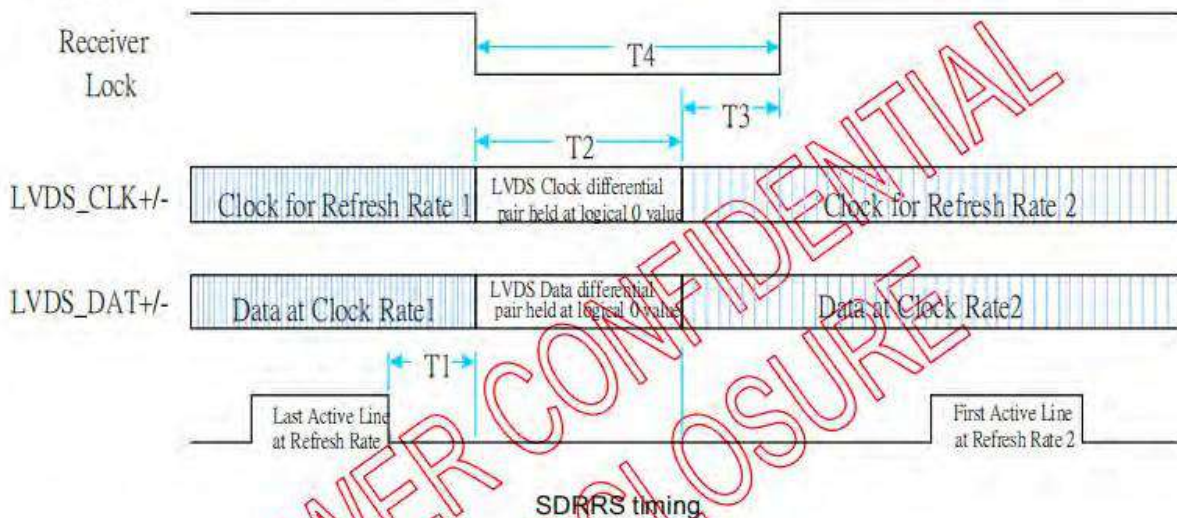 Receiver
Lock
T4
T3
T2
LVDS_CLK+/-
Clock for Refresh Rate 1
LVDS Clock differential
pair held at logical 0 value
Clock for Refresh Rate 2
LVDS_DAT+/-
Data at Clock Rate1
LVDS Data differential
pair held at logical 0 value
Data at Clock Rate2
T1
Last Active Line
at Refresh Rate
First Active Line
at Refresh Rate 2
SDRRS timing
CONFIDENTIAL